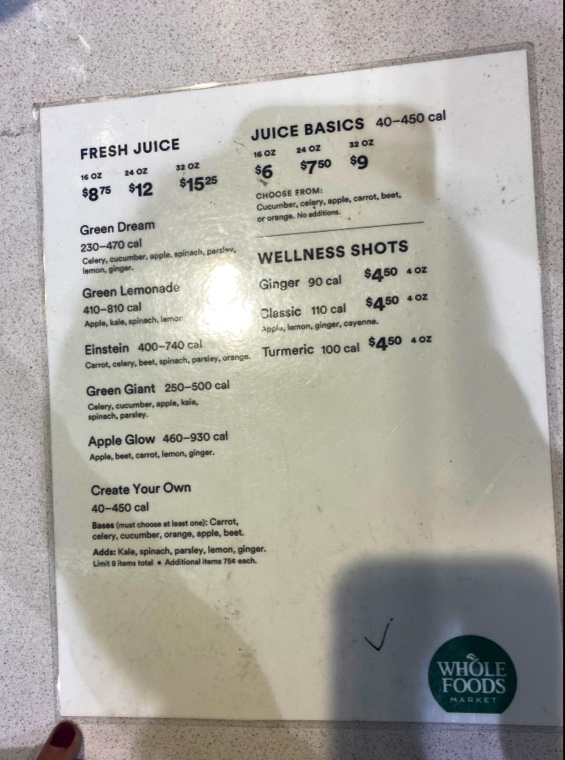 FRESH JUICE
16 OZ 24 OZ 32 OZ
$8 75 $12 $15 25
Green Dream
230–470 cal
Celery, cucumber, apple, spinach, parsley,
lemon, ginger.
Green Lemonade
410–810 cal
Apple, kale, spinach, lemon
Einstein 400–740 cal
Carrot, celery, beet, spinach, parsley, orange.
Green Giant 250–500 cal
Celery, cucumber, apple, kale,
spinach, parsley.
Apple Glow 460–930 cal
Apple, beet, carrot, lemon, ginger.
Create Your Own
40–450 cal
Bases (must choose at least one): Carrot,
celery, cucumber, orange, apple, beet.
Adds: Kale, spinach, parsley, lemon, ginger.
Limit 8 items total • Additional items 75¢ each.
JUICE BASICS 40–450 cal
16 OZ 24 OZ 32 OZ
$6 $7 50 $9
CHOOSE FROM:
Cucumber, celery, apple, carrot, beet,
or orange. No additions.
WELLNESS SHOTS
Ginger 90 cal $4 50 4 OZ
Classic 110 cal $4 50 4 OZ
Apple, lemon, ginger, cayenne.
Turmeric 100 cal $4 50 4 OZ
WHOLE
FOODS
MARKET